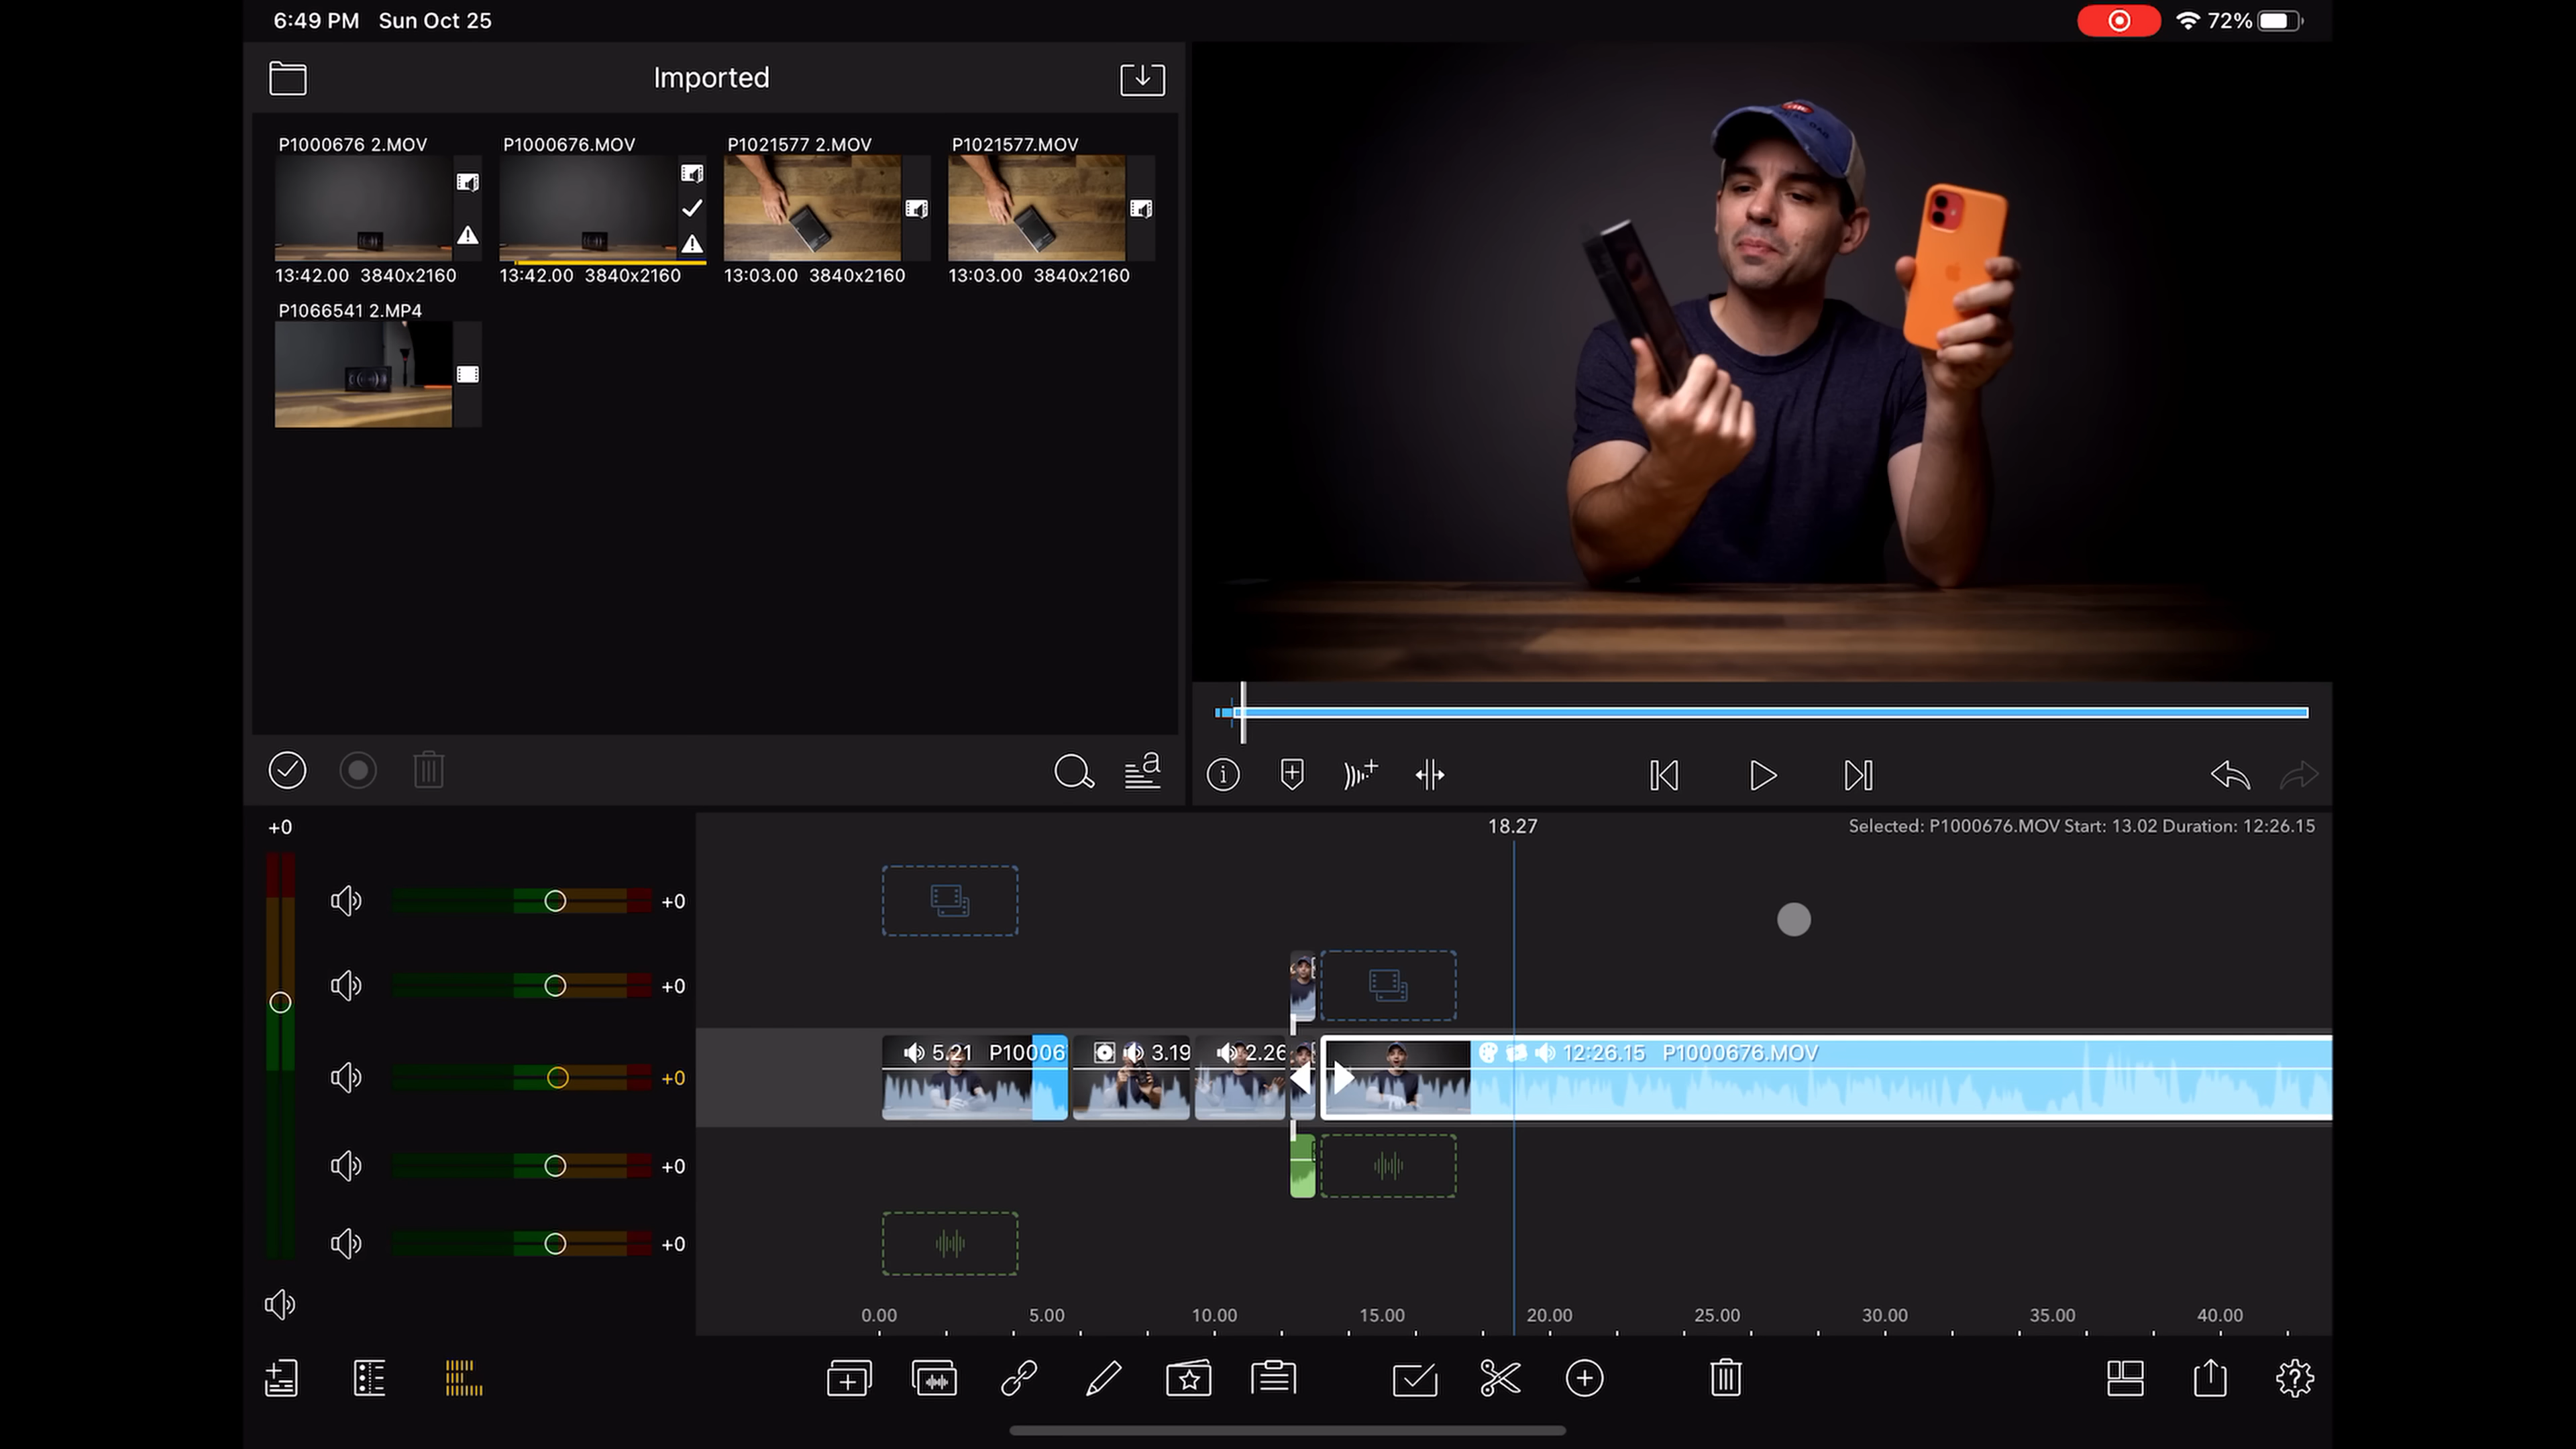 6:49 PM Sun Oct 25
72%
Imported
P1000676 2.MOV
P1000676.MOV
P1021577 2.MOV
P1021577.MOV
13:42.00 3840x2160
13:42.00 3840x2160
13:03.00 3840x2160
13:03.00 3840x2160
P1066541 2.MP4
a
+0
18.27
Selected: P1000676.MOV Start: 13.02 Duration: 12:26.15
+0
+0
5.21 P10006
3.19
2.26
12:26.15 P1000676.MOV
+0
+0
+0
0.00
5.00
10.00
15.00
20.00
25.00
30.00
35.00
40.00